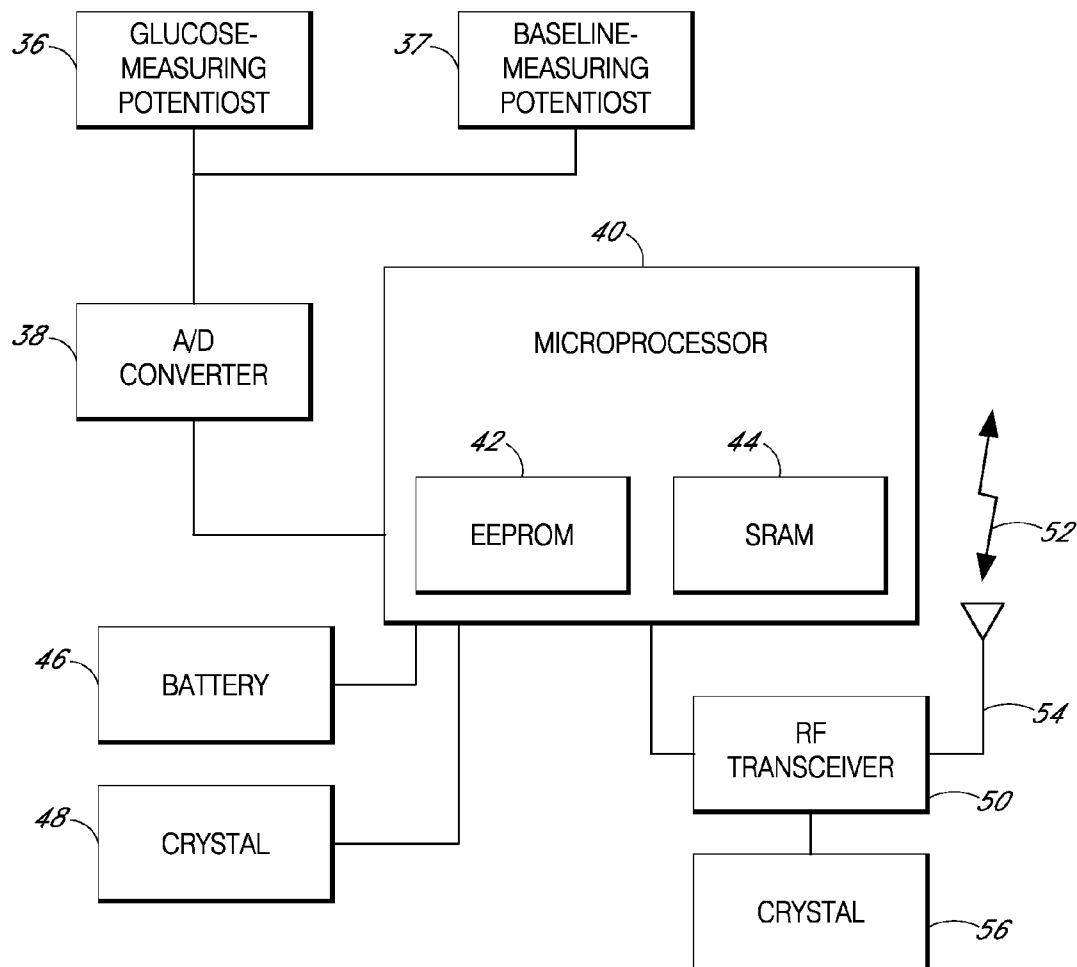 36
GLUCOSE-
MEASURING
POTENTIOST
37
BASELINE-
MEASURING
POTENTIOST
40
38
A/D
CONVERTER
MICROPROCESSOR
42
EEPROM
44
SRAM
52
46
BATTERY
54
RF
TRANSCEIVER
50
48
CRYSTAL
CRYSTAL
56